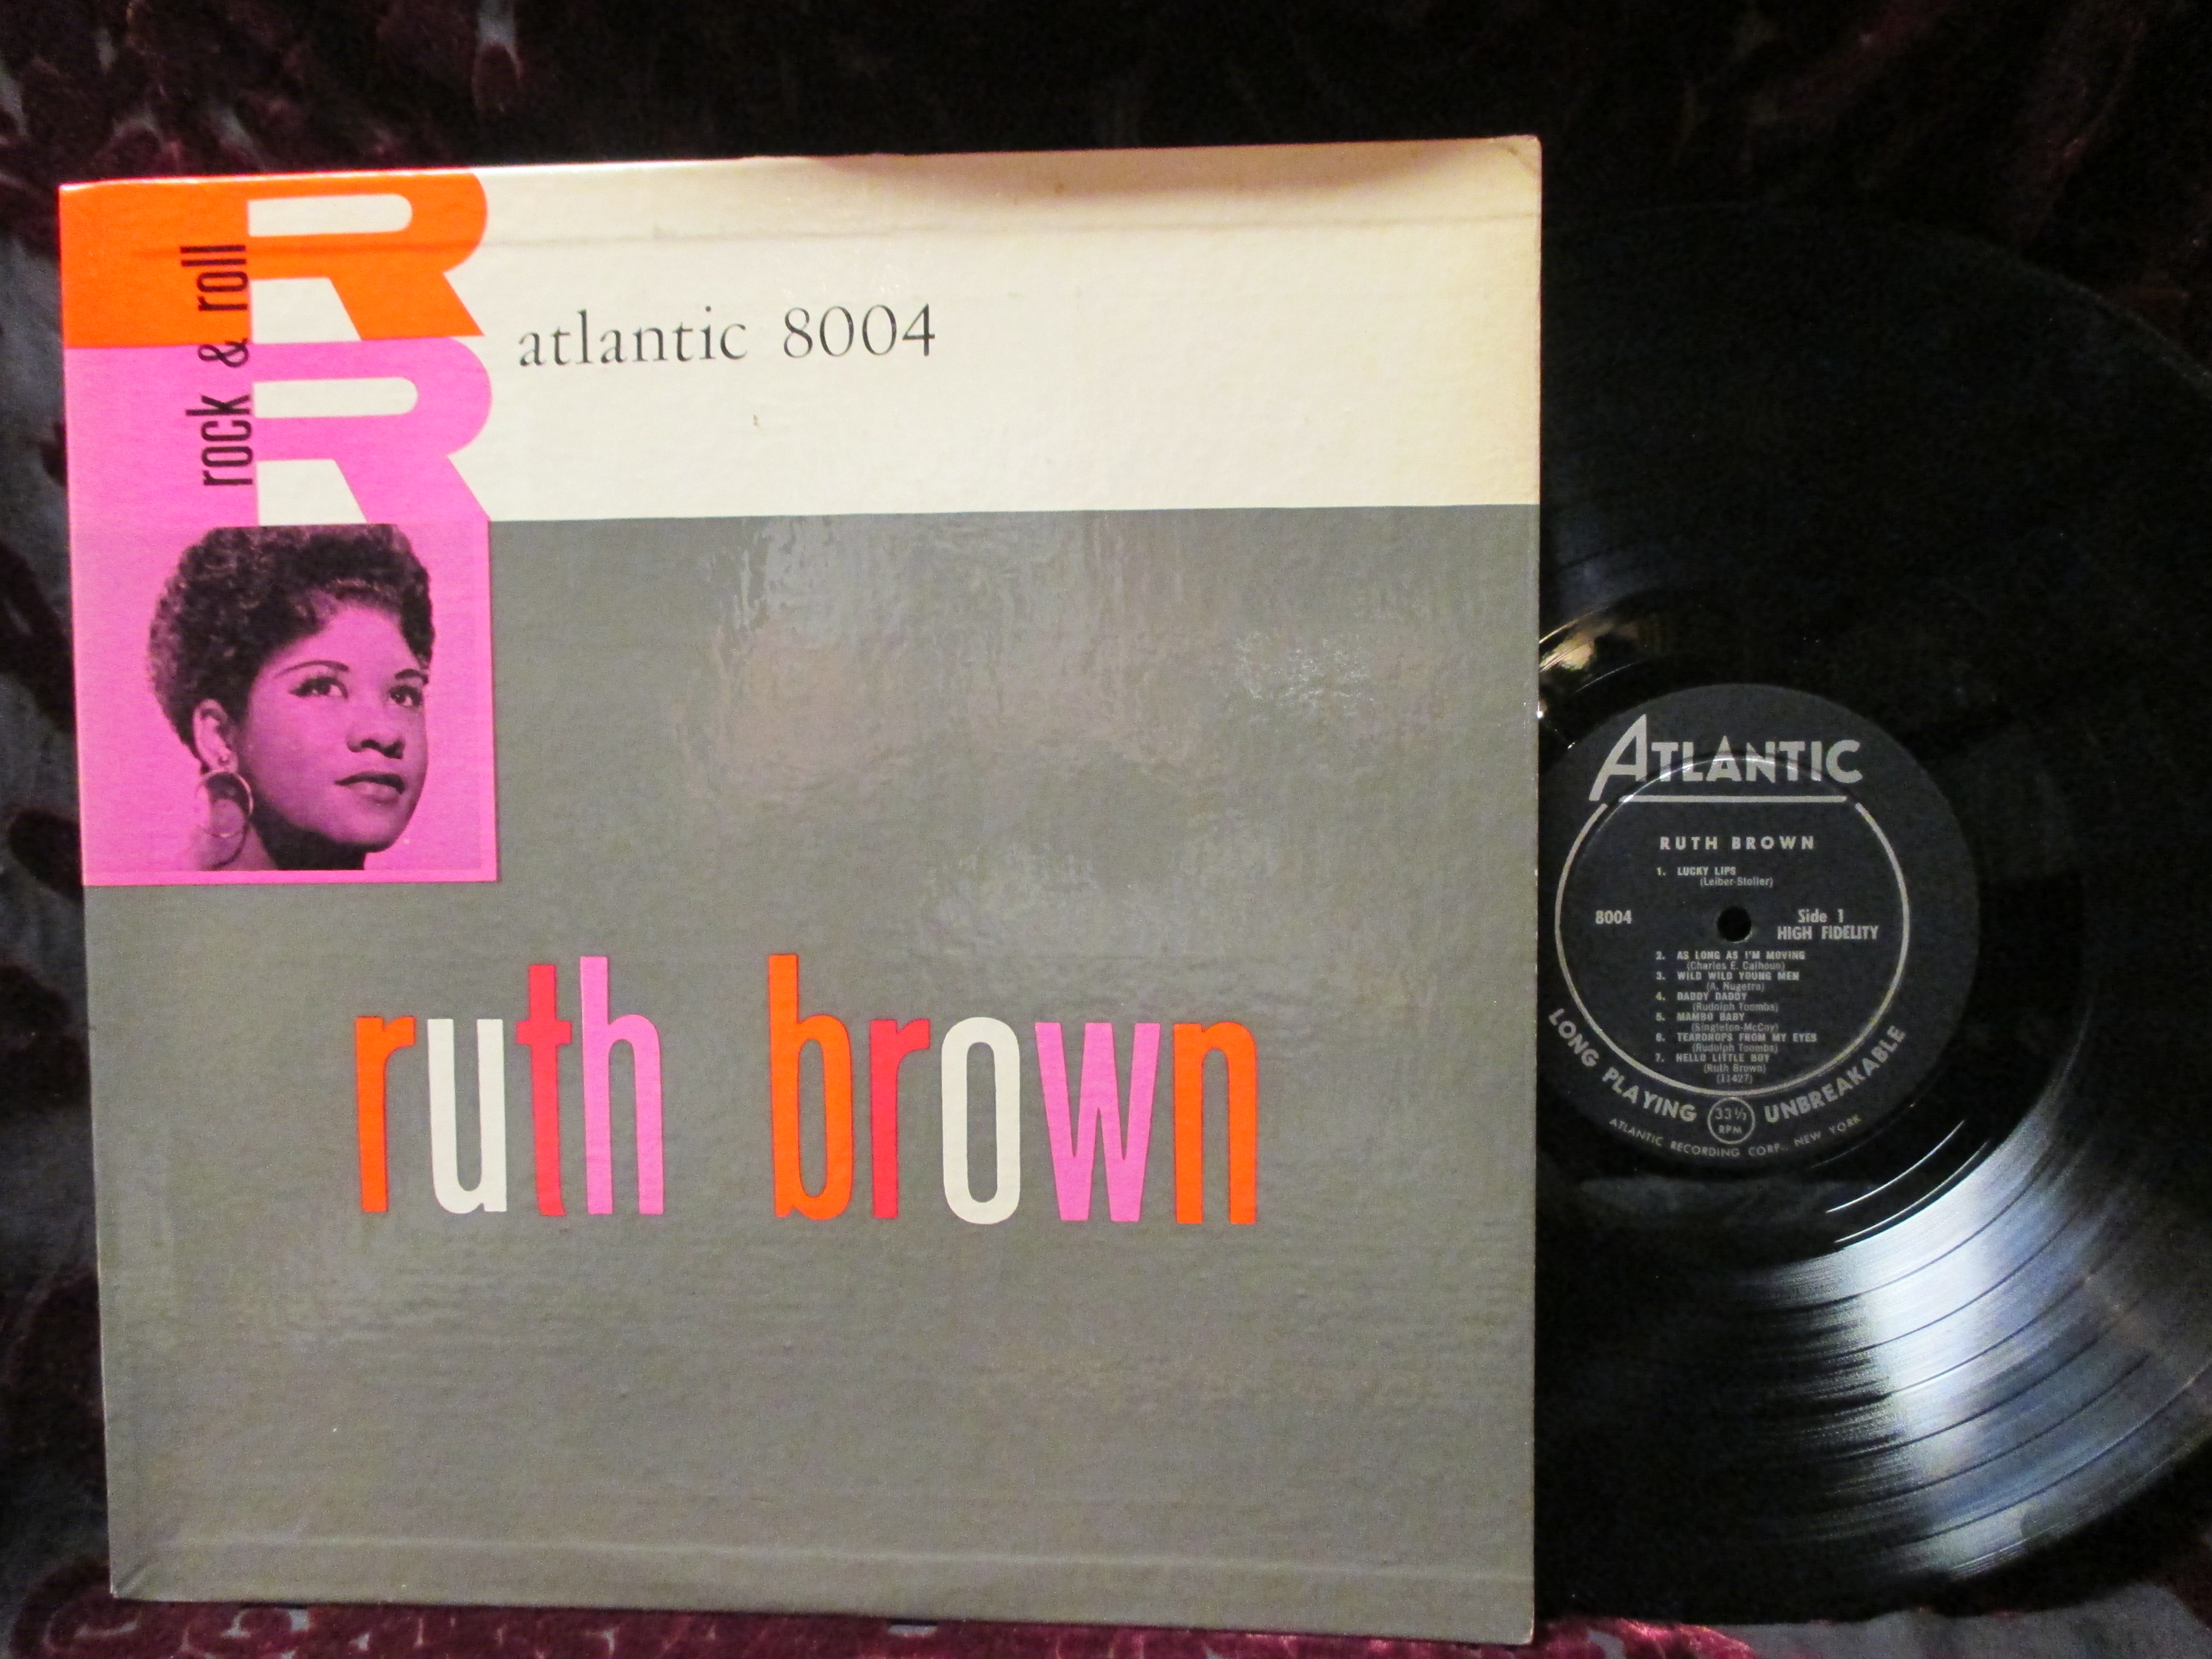 RR
rock & roll
atlantic 8004
ruth brown
ATLANTIC
RUTH BROWN
1. LUCKY LIPS
(Leiber-Stoller)
8004
Side 1
HIGH FIDELITY
2. AS LONG AS I'M MOVING
(Charles E. Calhoun)
3. WILD WILD YOUNG MEN
(A. Nugetre)
4. DADDY DADDY
(Rudolph Toombs)
5. MAMBO BABY
(Singleton-McCoy)
6. TEARDROPS FROM MY EYES
(Rudolph Toombs)
7. HELLO LITTLE BOY
(Ruth Brown)
(11427)
LONG PLAYING 33⅓ RPM UNBREAKABLE
ATLANTIC RECORDING CORP., NEW YORK